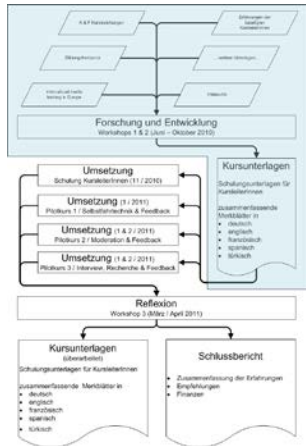 Forschung und Entwicklung
Workshops 1 & 2 (Juni – Oktober 2010)
Kursunterlagen
Schulungsunterlagen für
KursleiterInnen
zusammenfassende
Merkblätter in
deutsch
englisch
französisch
spanisch
türkisch
Umsetzung
Schulung KursleiterInnen (11 / 2010)
Umsetzung (1 / 2011)
Pilotkurs 1 / Selbstfahrtechnik & Feedback
Umsetzung (1 & 2 / 2011)
Pilotkurs 2 / Moderation & Feedback
Umsetzung (1 & 2 / 2011)
Pilotkurs 3 / Interview, Recherche & Feedback
Reflexion
Workshop 3 (März / April 2011)
Kursunterlagen
(überarbeitet)
Schulungsunterlagen für KursleiterInnen
zusammenfassende Merkblätter in
deutsch
englisch
französisch
spanisch
türkisch
Schlussbericht
Zusammenfassung der Erfahrungen
Empfehlungen
Finanzen